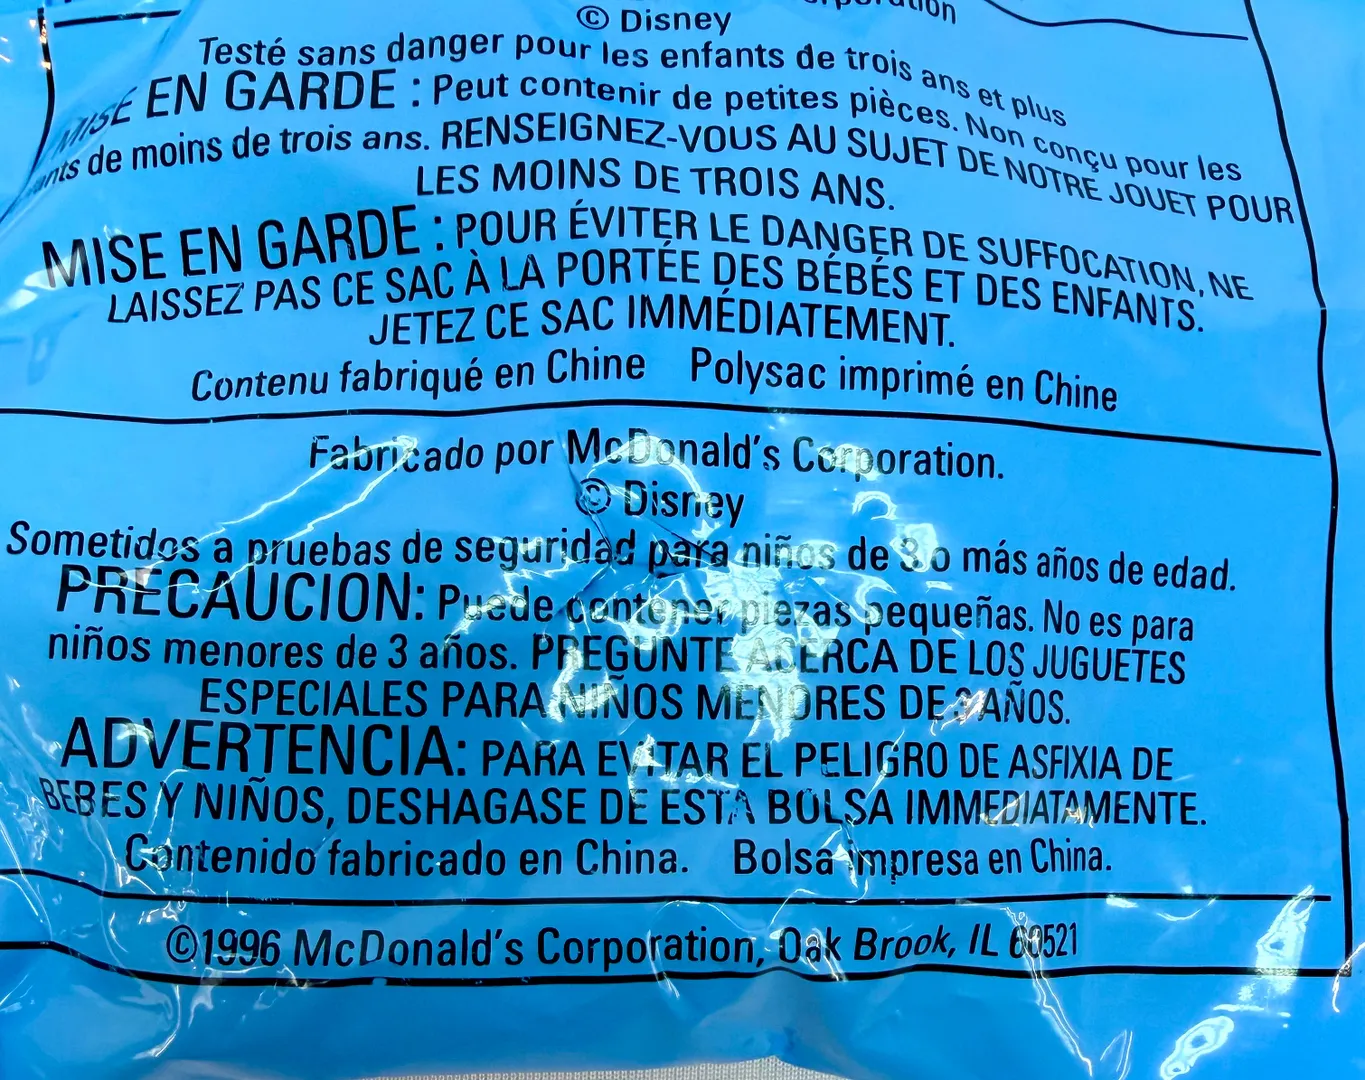 © Disney
Testé sans danger pour les enfants de trois ans et plus
MISE EN GARDE : Peut contenir de petites pièces. Non conçu pour les
de moins de trois ans. RENSEIGNEZ-VOUS AU SUJET DE NOTRE JOUET POUR
LES MOINS DE TROIS ANS.
MISE EN GARDE : POUR ÉVITER LE DANGER DE SUFFOCATION, NE
LAISSEZ PAS CE SAC À LA PORTÉE DES BÉBÉS ET DES ENFANTS.
JETEZ CE SAC IMMÉDIATEMENT.
Contenu fabriqué en Chine Polysac imprimé en Chine
Fabricado por McDonald's Corporation.
© Disney
Sometidos a pruebas de seguridad para niños de 3 o más años de edad.
PRECAUCION: Puede contener piezas pequeñas. No es para
niños menores de 3 años. PREGUNTE ACERCA DE LOS JUGUETES
ESPECIALES PARA NIÑOS MENORES DE 3 AÑOS.
ADVERTENCIA: PARA EVITAR EL PELIGRO DE ASFIXIA DE
BEBES Y NIÑOS, DESHAGASE DE ESTA BOLSA IMMEDIATAMENTE.
Contenido fabricado en China. Bolsa impresa en China.
©1996 McDonald's Corporation, Oak Brook, IL 60521